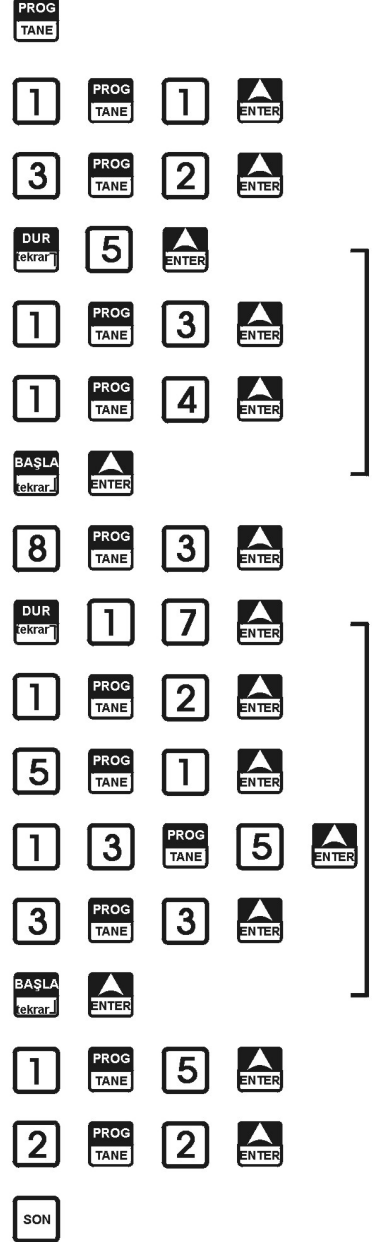 PROG TANE
1 PROG TANE 1 ENTER
3 PROG TANE 2 ENTER
DUR tekrar 5 ENTER
1 PROG TANE 3 ENTER
1 PROG TANE 4 ENTER
BAŞLA tekrar ENTER
8 PROG TANE 3 ENTER
DUR tekrar 1 7 ENTER
1 PROG TANE 2 ENTER
5 PROG TANE 1 ENTER
1 3 PROG TANE 5 ENTER
3 PROG TANE 3 ENTER
BAŞLA tekrar ENTER
1 PROG TANE 5 ENTER
2 PROG TANE 2 ENTER
SON